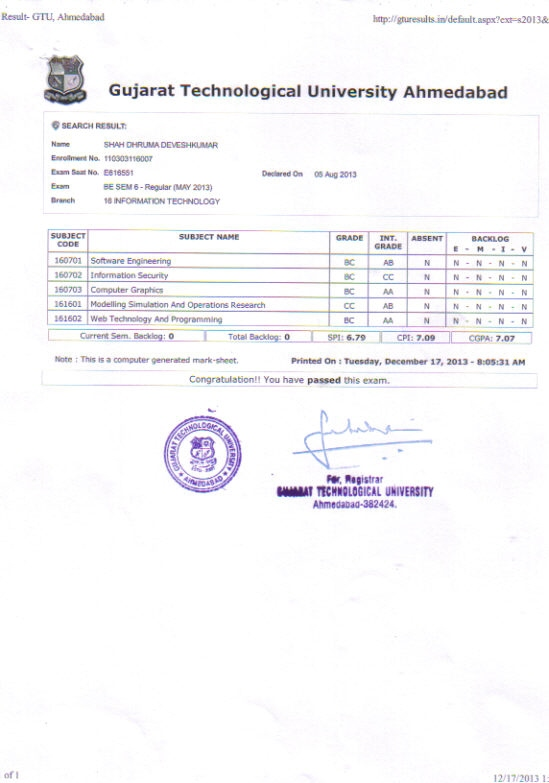 Result- GTU, Ahmedabad
http://gturesults.in/default.aspx?ext=s2013&
Gujarat Technological University Ahmedabad
SEARCH RESULT:
Name SHAH DHRUMA DEVESHKUMAR
Enrollment No. 110303116007
Exam Seat No. E616551 Declared On 05 Aug 2013
Exam BE SEM 6 - Regular (MAY 2013)
Branch 16 INFORMATION TECHNOLOGY
SUBJECT CODE SUBJECT NAME GRADE INT. GRADE ABSENT BACKLOG E - M - I - V
160701 Software Engineering BC AB N N - N - N - N
160702 Information Security BC CC N N - N - N - N
160703 Computer Graphics BC AA N N - N - N - N
161601 Modelling Simulation And Operations Research CC AB N N - N - N - N
161602 Web Technology And Programming BC AA N N - N - N - N
Current Sem. Backlog: 0 Total Backlog: 0 SPI: 6.79 CPI: 7.09 CGPA: 7.07
Note : This is a computer generated mark-sheet. Printed On : Tuesday, December 17, 2013 - 8:05:31 AM
Congratulation!! You have passed this exam.
GUJARAT TECHNOLOGICAL UNIVERSITY
AHMEDABAD
For, Registrar
GUJARAT TECHNOLOGICAL UNIVERSITY
Ahmedabad-382424.
of 1
12/17/2013 1: